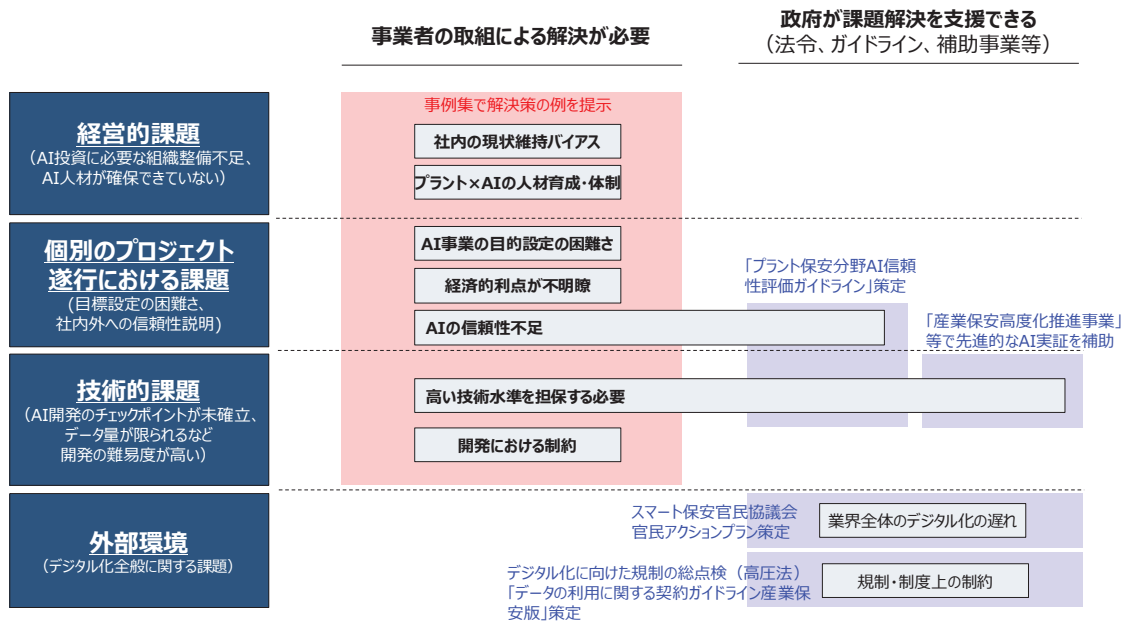 事業者の取組による解決が必要
政府が課題解決を支援できる
（法令、ガイドライン、補助事業等）
事例集で解決策の例を提示
経営的課題
（AI投資に必要な組織整備不足、
AI人材が確保できていない）
社内の現状維持バイアス
プラント×AIの人材育成・体制
個別のプロジェクト
遂行における課題
(目標設定の困難さ、
社内外への信頼性説明)
AI事業の目的設定の困難さ
経済的利点が不明瞭
AIの信頼性不足
「プラント保安分野AI信頼
性評価ガイドライン」策定
「産業保安高度化推進事業」
等で先進的なAI実証を補助
技術的課題
（AI開発のチェックポイントが未確立、
データ量が限られるなど
開発の難易度が高い）
高い技術水準を担保する必要
開発における制約
外部環境
（デジタル化全般に関する課題）
スマート保安官民協議会
官民アクションプラン策定
業界全体のデジタル化の遅れ
デジタル化に向けた規制の総点検（高圧法）
「データの利用に関する契約ガイドライン産業保
安版」策定
規制・制度上の制約